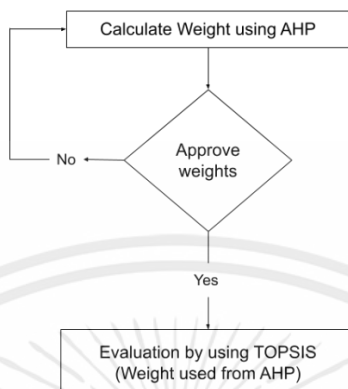 Calculate Weight using AHP
Approve
weights
No
Yes
Evaluation by using TOPSIS
(Weight used from AHP)